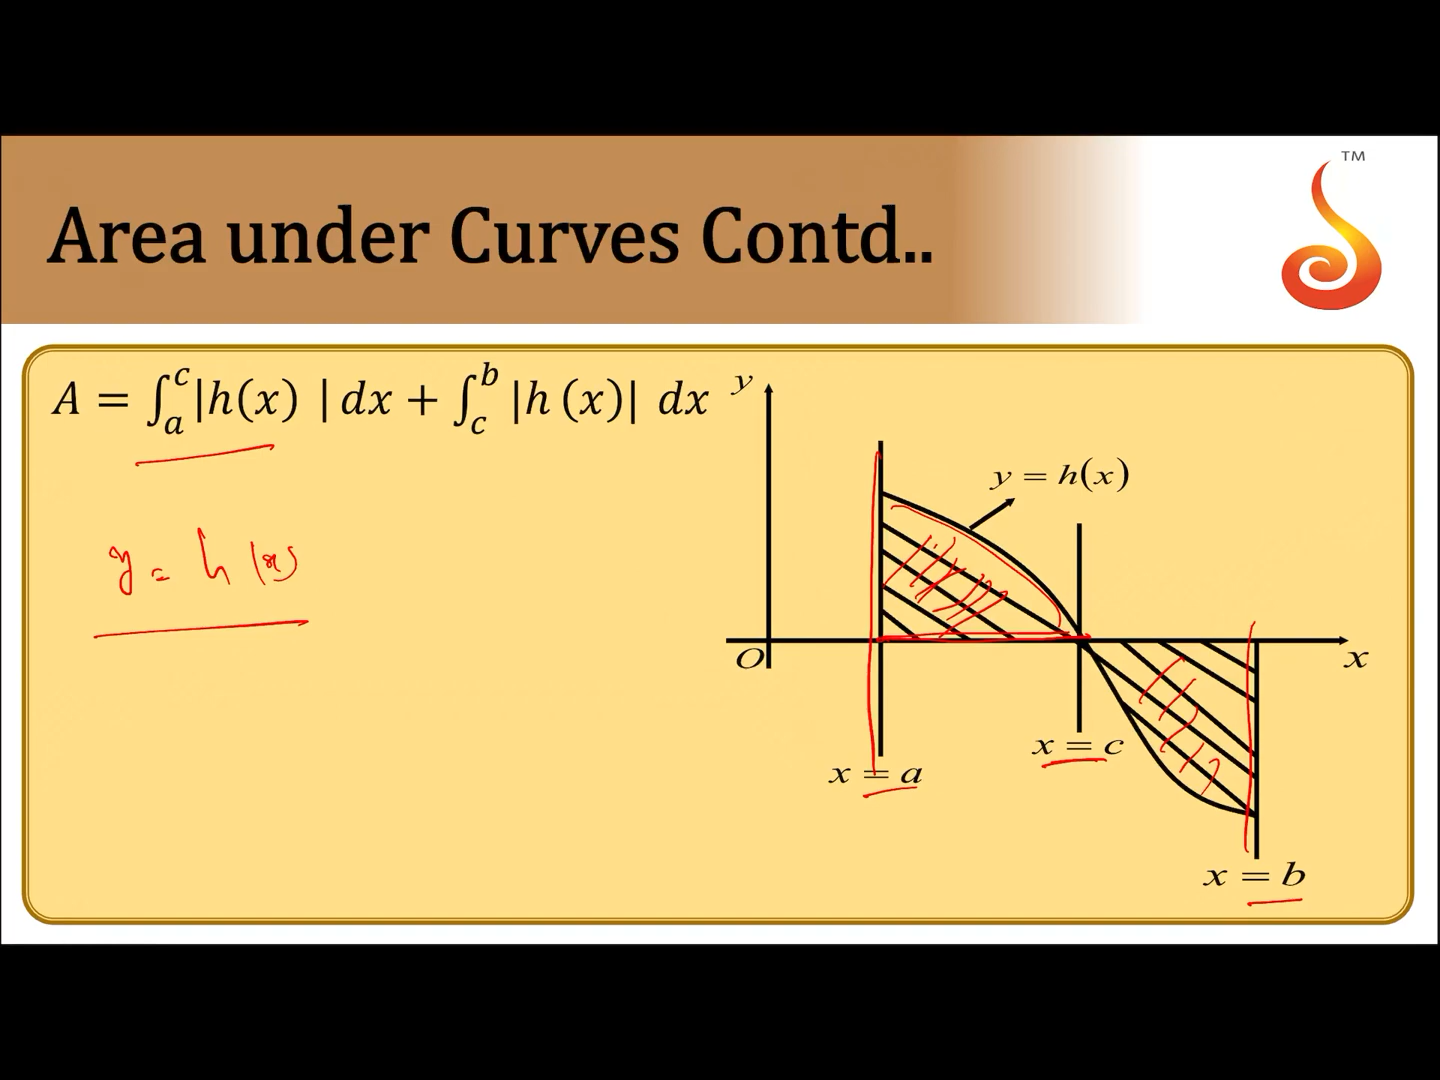 TM
Area under Curves Contd..
A = ∫ₐᶜ|h(x) | dx + ∫꜀ᵇ |h (x)| dx
y
y = h(x)
y = h (x)
O
x
x = c
x = a
x = b